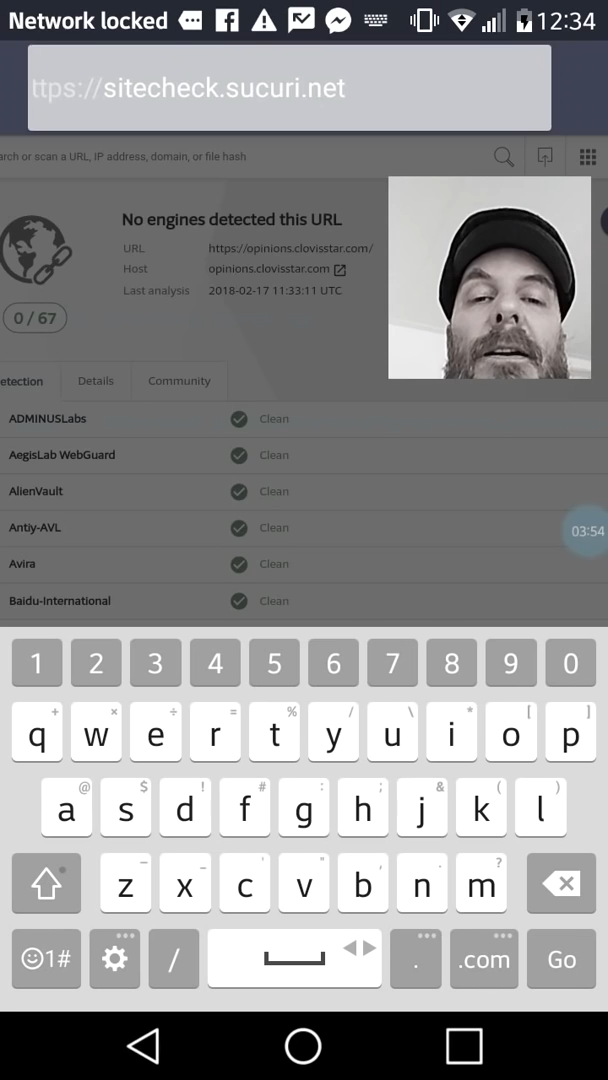 Network locked 12:34
ttps://sitecheck.sucuri.net
arch or scan a URL, IP address, domain, or file hash
No engines detected this URL
URL https://opinions.clovisstar.com/
Host opinions.clovisstar.com
Last analysis 2018-02-17 11:33:11 UTC
0 / 67
etection Details Community
ADMINUSLabs Clean
AegisLab WebGuard Clean
AlienVault Clean
03:54
Antiy-AVL Clean
Avira Clean
Baidu-International Clean
1 2 3 4 5 6 7 8 9 0
+ × ÷ = % / \ * [ ]
q w e r t y u i o p
@ $ ! # : ; & ( )
a s d f g h j k l
– _ ' " , . ?
z x c v b n m
1# / . .com Go